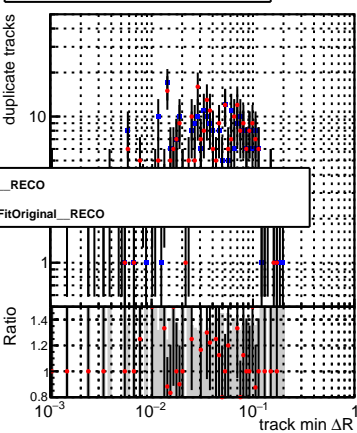 duplicate tracks
10
__RECO
FitOriginal__RECO
1
Ratio
1.4
1.2
1
0.8
10⁻³
10⁻²
10⁻¹
1
track min ΔR